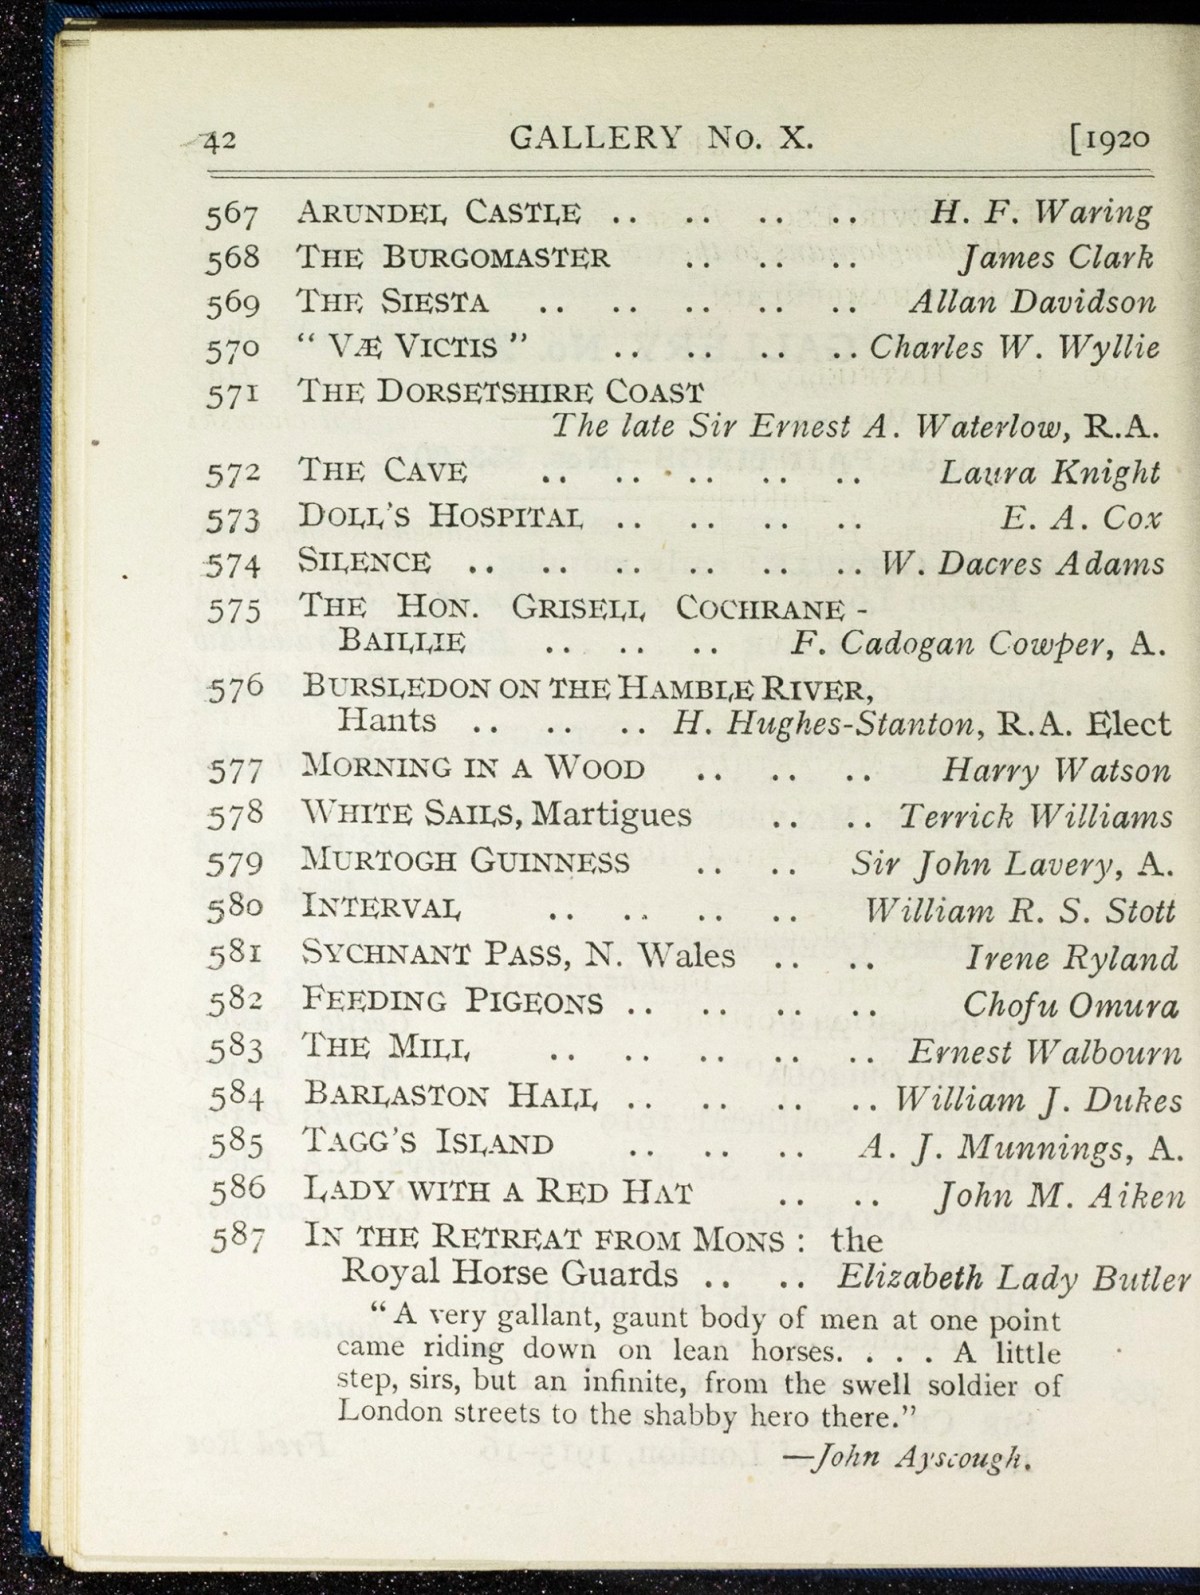 42 GALLERY No. X. [1920
567 ARUNDEL CASTLE .. .. .. .. H. F. Waring
568 THE BURGOMASTER .. .. .. James Clark
569 THE SIESTA .. .. .. .. .. Allan Davidson
570 “ VÆ VICTIS ” .. .. .. .. Charles W. Wyllie
571 THE DORSETSHIRE COAST
The late Sir Ernest A. Waterlow, R.A.
572 THE CAVE .. .. .. .. .. Laura Knight
573 DOLL’S HOSPITAL .. .. .. .. E. A. Cox
574 SILENCE .. .. .. .. .. .. W. Dacres Adams
575 THE HON. GRISELL COCHRANE -
BAILLIE .. .. .. F. Cadogan Cowper, A.
576 BURSLEDON ON THE HAMBLE RIVER,
Hants .. .. .. H. Hughes-Stanton, R.A. Elect
577 MORNING IN A WOOD .. .. .. Harry Watson
578 WHITE SAILS, Martigues .. .. Terrick Williams
579 MURTOGH GUINNESS .. .. Sir John Lavery, A.
580 INTERVAL .. .. .. .. William R. S. Stott
581 SYCHNANT PASS, N. Wales .. .. Irene Ryland
582 FEEDING PIGEONS .. .. .. .. Chofu Omura
583 THE MILL .. .. .. .. .. Ernest Walbourn
584 BARLASTON HALL .. .. .. .. William J. Dukes
585 TAGG’S ISLAND .. .. .. A. J. Munnings, A.
586 LADY WITH A RED HAT .. .. John M. Aiken
587 IN THE RETREAT FROM MONS : the
Royal Horse Guards .. .. Elizabeth Lady Butler
“ A very gallant, gaunt body of men at one point
came riding down on lean horses. . . . A little
step, sirs, but an infinite, from the swell soldier of
London streets to the shabby hero there.”
—John Ayscough.